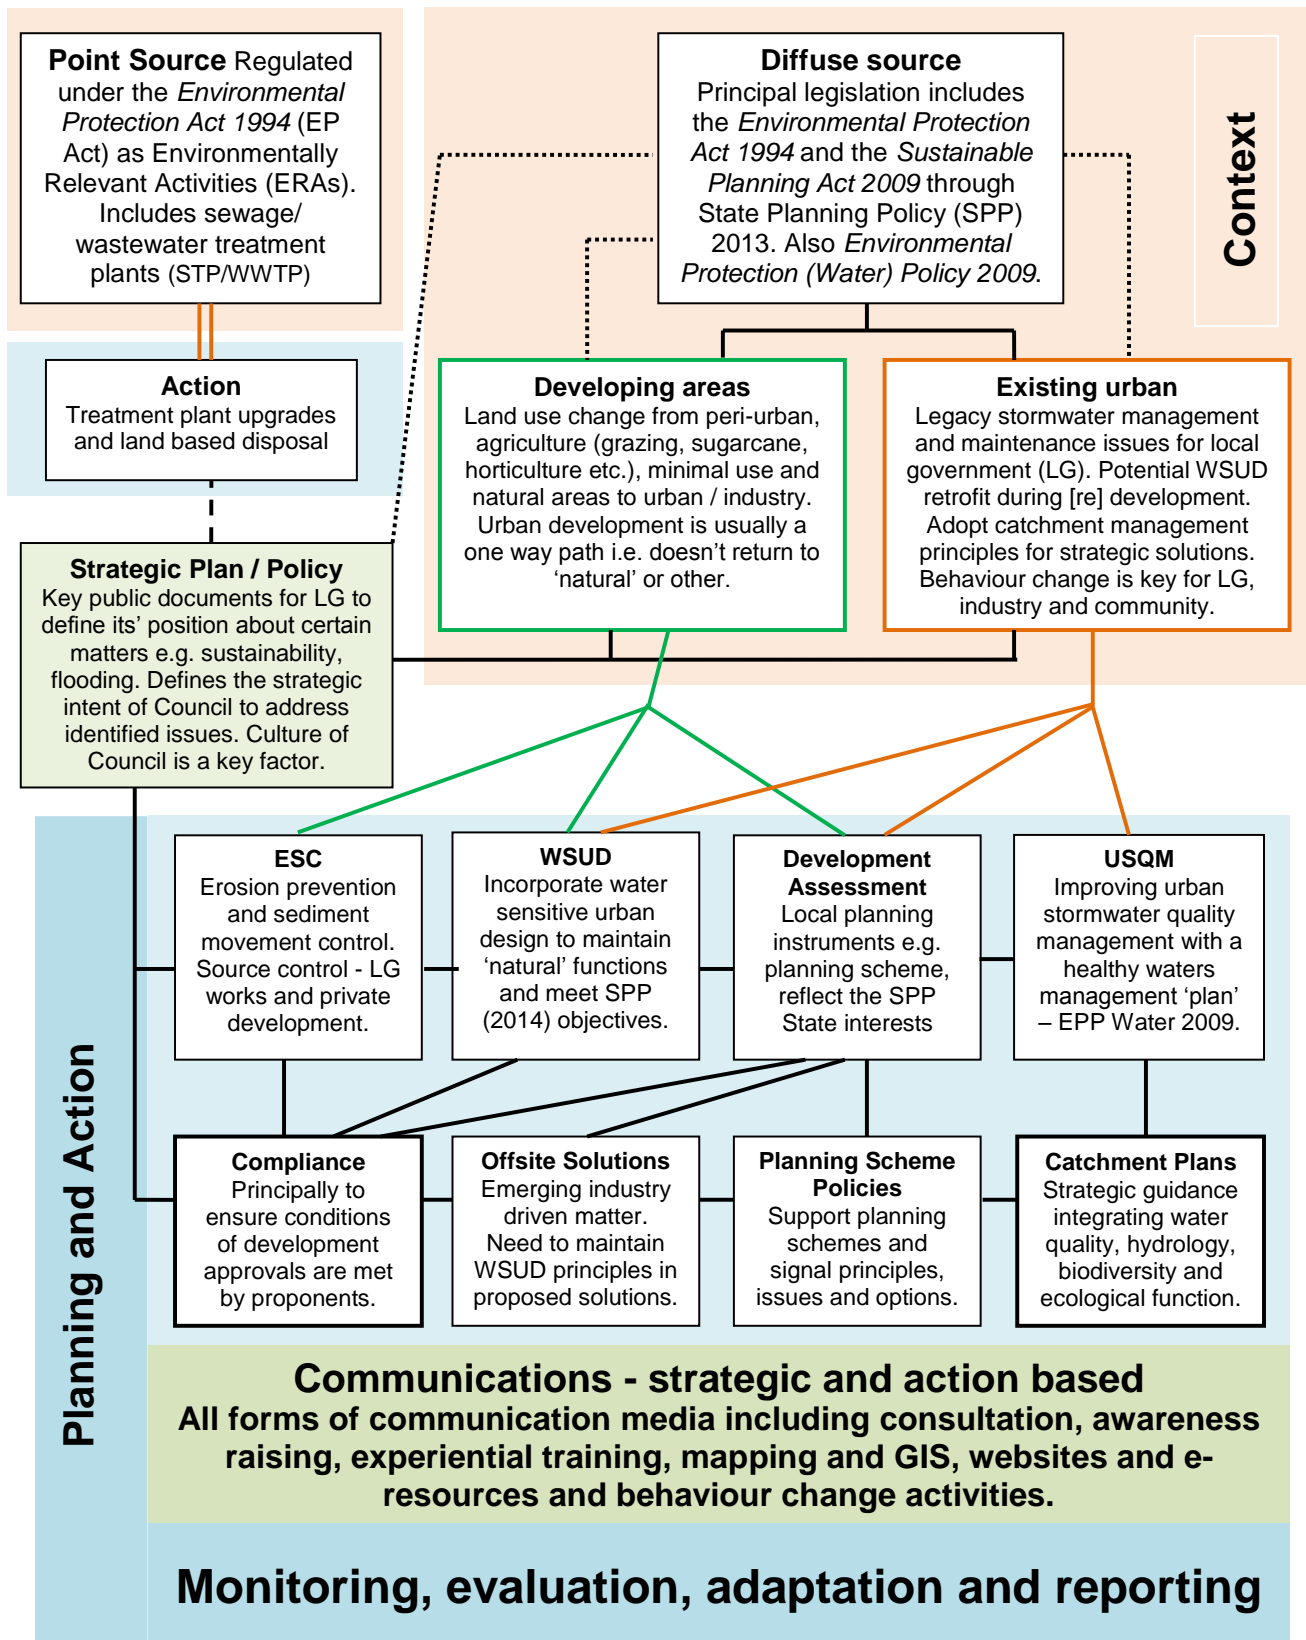 Point Source Regulated
under the Environmental
Protection Act 1994 (EP
Act) as Environmentally
Relevant Activities (ERAs).
Includes sewage/
wastewater treatment
plants (STP/WWTP)
Diffuse source
Principal legislation includes
the Environmental Protection
Act 1994 and the Sustainable
Planning Act 2009 through
State Planning Policy (SPP)
2013. Also Environmental
Protection (Water) Policy 2009.
Context
Action
Treatment plant upgrades
and land based disposal
Developing areas
Land use change from peri-urban,
agriculture (grazing, sugarcane,
horticulture etc.), minimal use and
natural areas to urban / industry.
Urban development is usually a
one way path i.e. doesn’t return to
‘natural’ or other.
Existing urban
Legacy stormwater management
and maintenance issues for local
government (LG). Potential WSUD
retrofit during [re] development.
Adopt catchment management
principles for strategic solutions.
Behaviour change is key for LG,
industry and community.
Strategic Plan / Policy
Key public documents for LG to
define its’ position about certain
matters e.g. sustainability,
flooding. Defines the strategic
intent of Council to address
identified issues. Culture of
Council is a key factor.
Planning and Action
ESC
Erosion prevention
and sediment
movement control.
Source control - LG
works and private
development.
WSUD
Incorporate water
sensitive urban
design to maintain
‘natural’ functions
and meet SPP
(2014) objectives.
Development
Assessment
Local planning
instruments e.g.
planning scheme,
reflect the SPP
State interests
USQM
Improving urban
stormwater quality
management with a
healthy waters
management ‘plan’
– EPP Water 2009.
Compliance
Principally to
ensure conditions
of development
approvals are met
by proponents.
Offsite Solutions
Emerging industry
driven matter.
Need to maintain
WSUD principles in
proposed solutions.
Planning Scheme
Policies
Support planning
schemes and
signal principles,
issues and options.
Catchment Plans
Strategic guidance
integrating water
quality, hydrology,
biodiversity and
ecological function.
Communications - strategic and action based
All forms of communication media including consultation, awareness
raising, experiential training, mapping and GIS, websites and e-
resources and behaviour change activities.
Monitoring, evaluation, adaptation and reporting